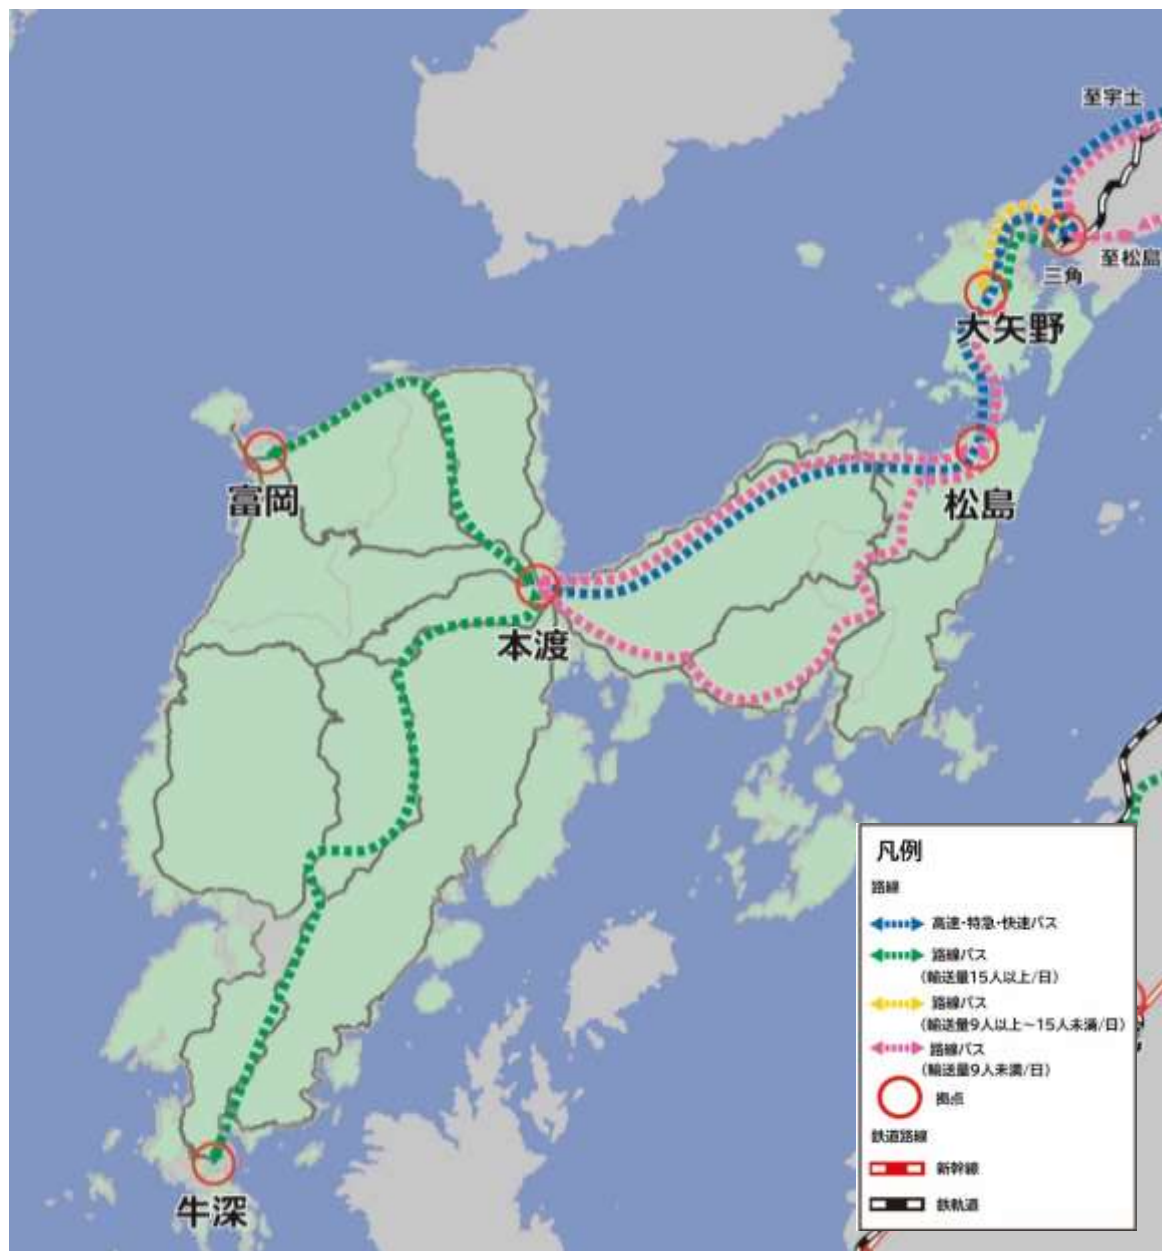 至宇土
三角
至松島
大矢野
松島
富岡
本渡
牛深
凡例
路線
高速・特急・快速バス
路線バス
(輸送量15人以上/日)
路線バス
(輸送量9人以上～15人未満/日)
路線バス
(輸送量9人未満/日)
拠点
鉄道路線
新幹線
鉄軌道